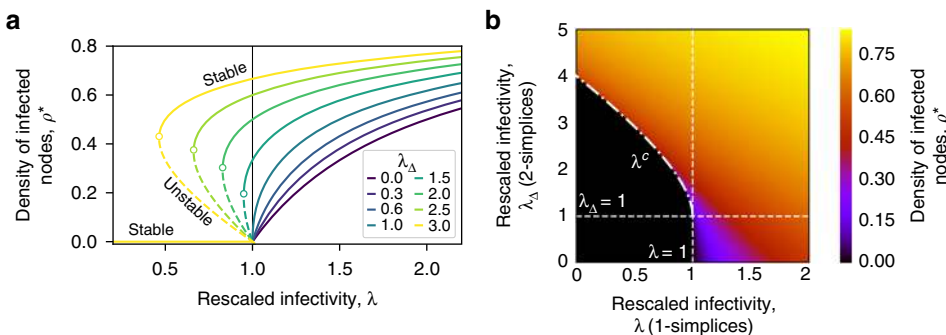 a
Density of infected
nodes, ρ*
0.8
0.6
0.4
0.2
0.0
Stable
Unstable
Stable
λΔ
0.0 1.5
0.3 2.0
0.6 2.5
1.0 3.0
0.5 1.0 1.5 2.0
Rescaled infectivity, λ
b
Rescaled infectivity,
λΔ (2-simplices)
5
4
3
2
1
0
λc
λΔ = 1
λ = 1
0 0.5 1 1.5 2
Rescaled infectivity,
λ (1-simplices)
0.75
0.60
0.45
0.30
0.15
0.00
Density of infected
nodes, ρ*